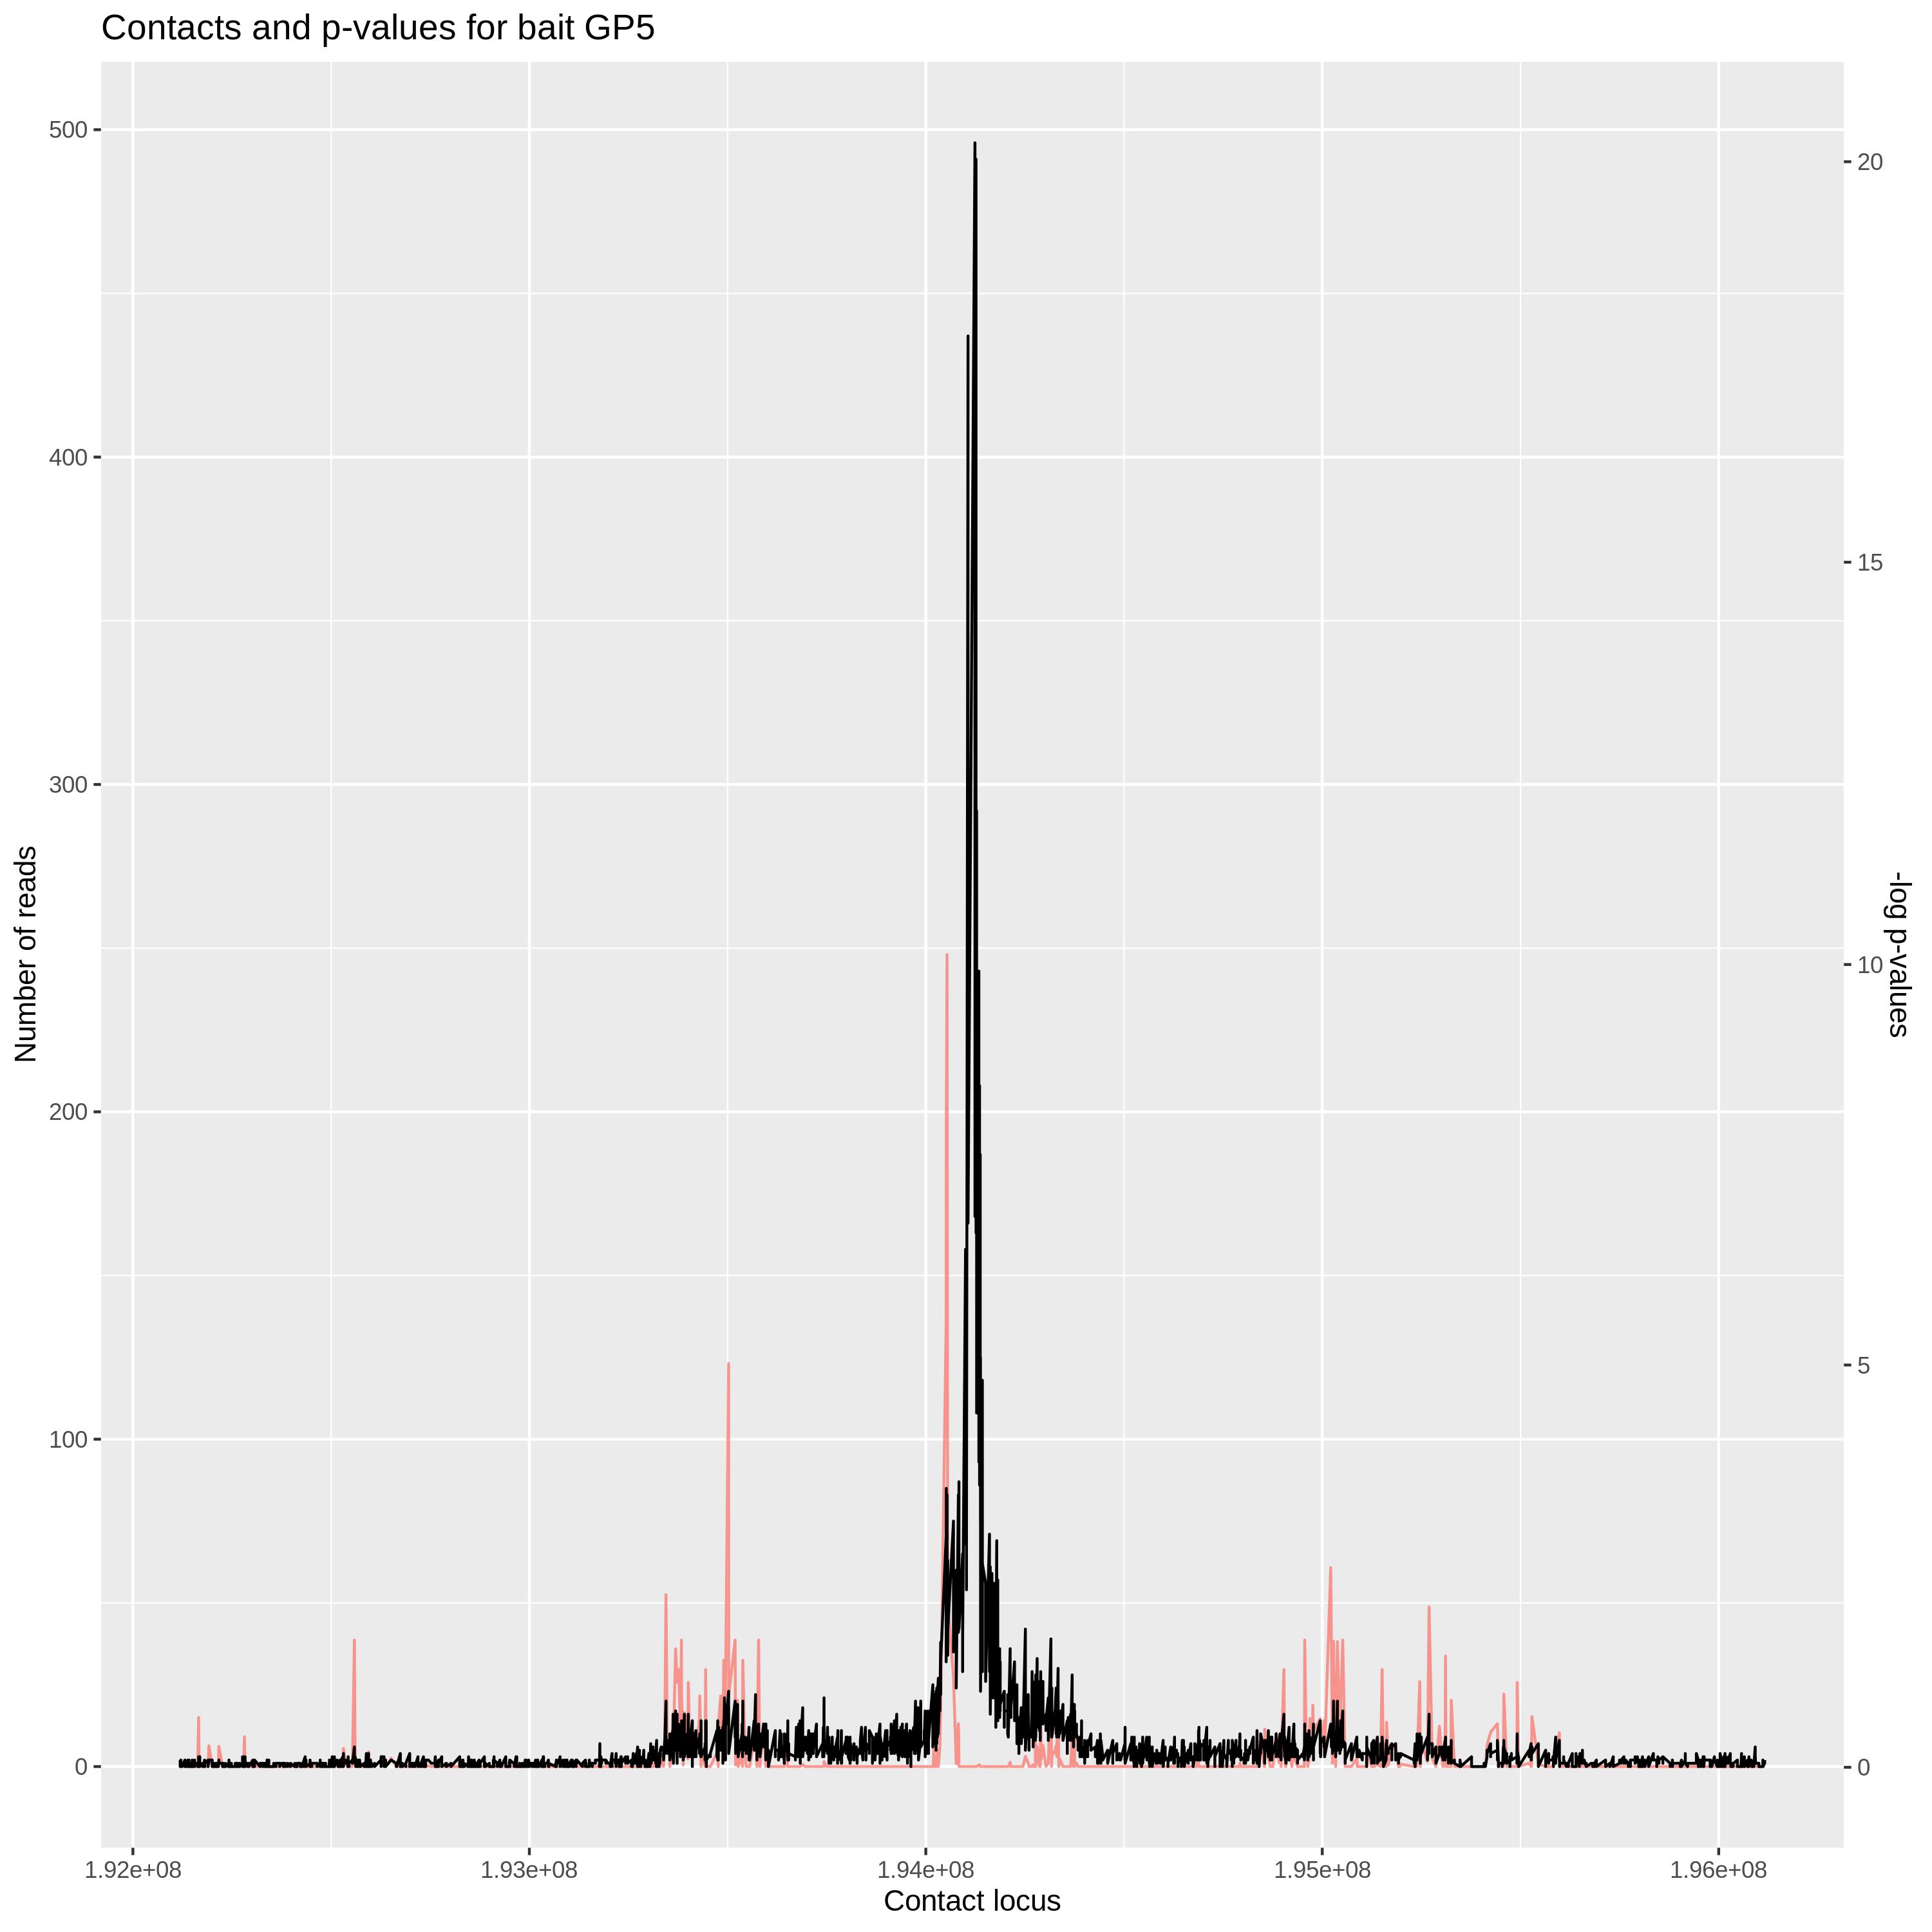 Contacts and p-values for bait GP5
500
400
300
200
100
0
Number of reads
20
15
10
5
0
-log p-values
1.92e+08
1.93e+08
1.94e+08
1.95e+08
1.96e+08
Contact locus